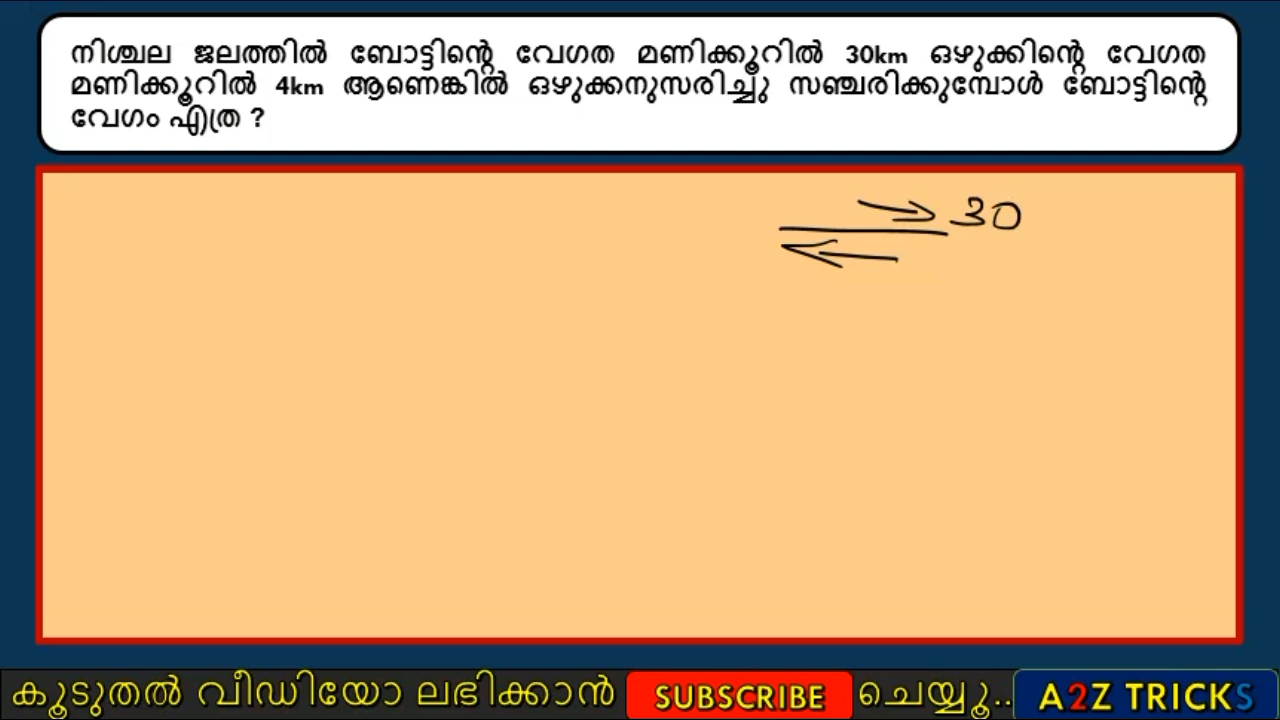 നിശ്ചല ജലത്തിൽ ബോട്ടിന്റെ വേഗത മണിക്കൂറിൽ 30km ഒഴുക്കിന്റെ വേഗത
മണിക്കൂറിൽ 4km ആണെങ്കിൽ ഒഴുക്കനുസരിച്ചു സഞ്ചരിക്കുമ്പോൾ ബോട്ടിന്റെ
വേഗം എത്ര ?
30
കൂടുതൽ വീഡിയോ ലഭിക്കാൻ SUBSCRIBE ചെയ്യൂ.. A2Z TRICKS